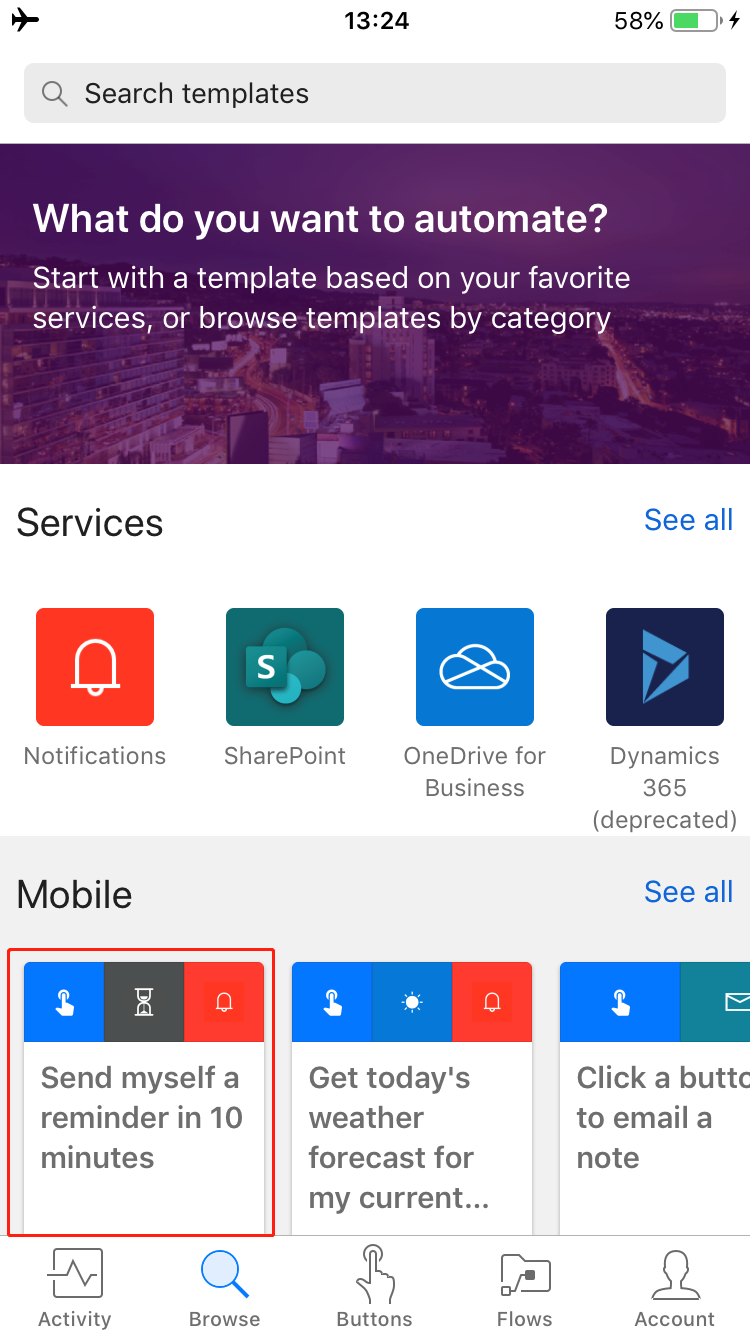 13:24
58%
Search templates
What do you want to automate?
Start with a template based on your favorite
services, or browse templates by category
Services
See all
S
Notifications
SharePoint
OneDrive for
Business
Dynamics
365
(deprecated)
Mobile
See all
Send myself a
reminder in 10
minutes
Get today's
weather
forecast for
my current...
Click a butto
to email a
note
Activity
Browse
Buttons
Flows
Account